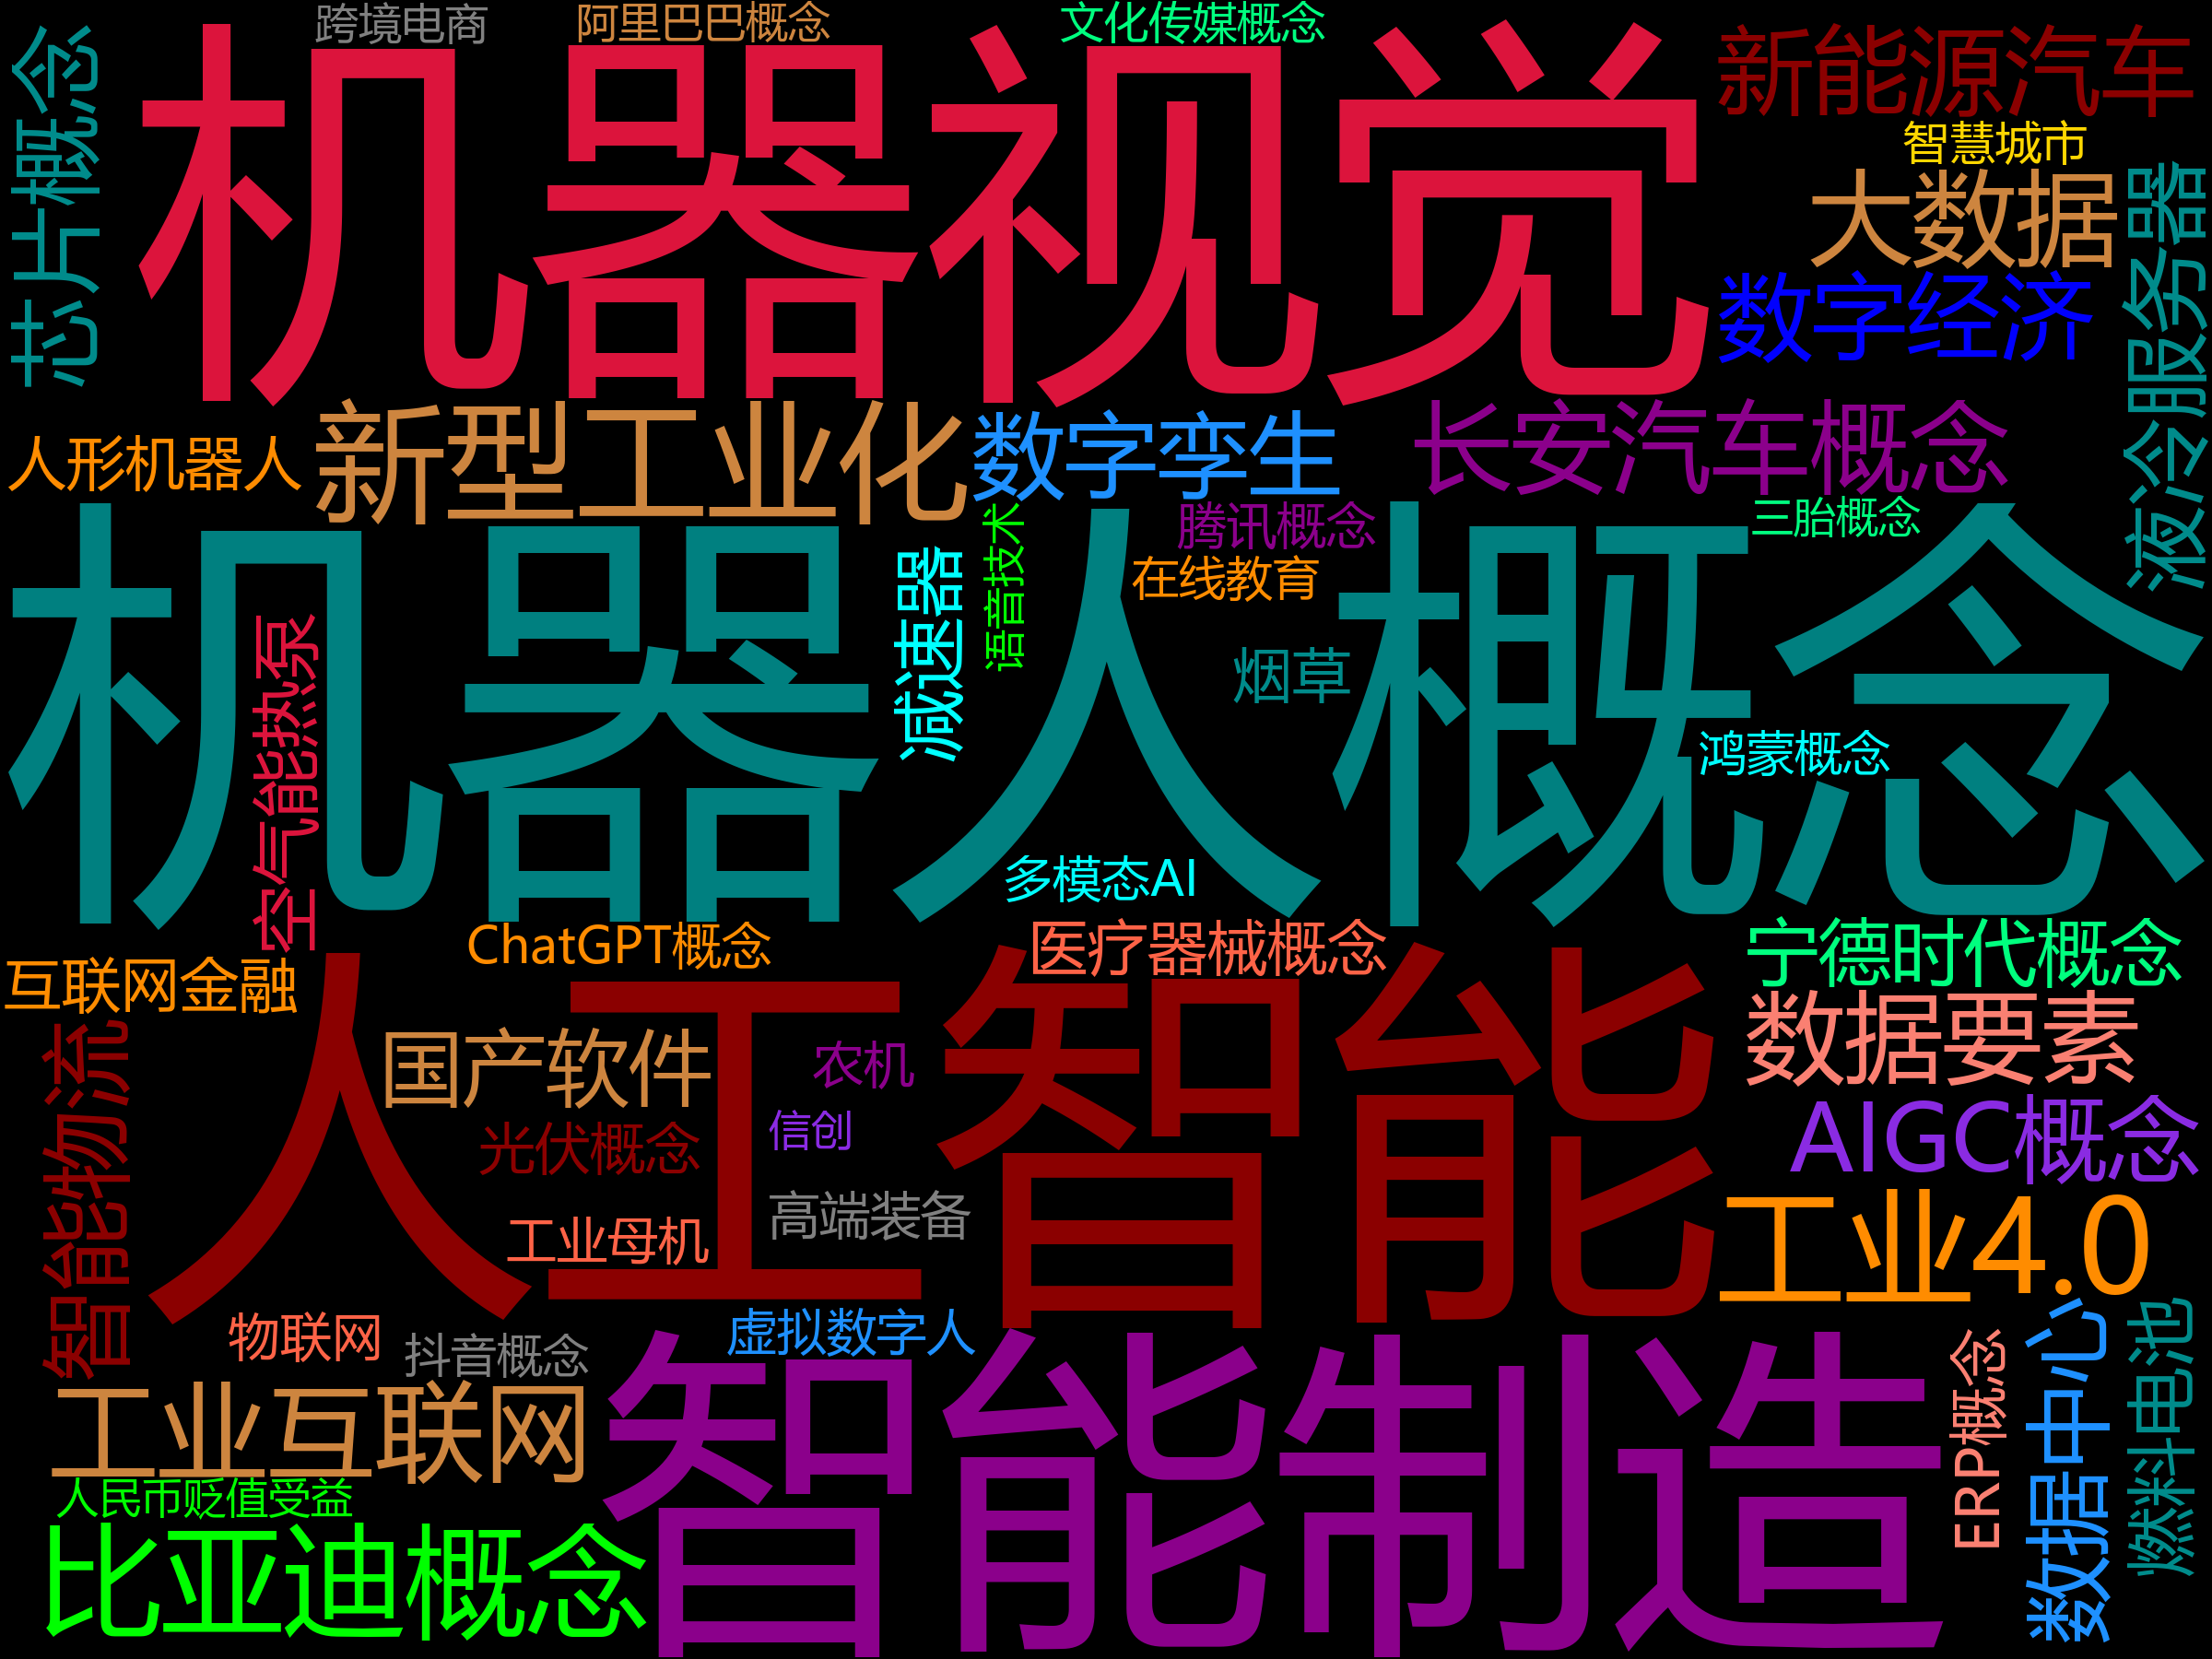 跨境电商
阿里巴巴概念
文化传媒概念
芯片概念
机器视觉
新能源汽车
智慧城市
大数据
数字经济
液冷服务器
人形机器人
新型工业化
数字孪生
长安汽车概念
腾讯概念
三胎概念
语音技术
减速器
在线教育
机器人概念
空气能热泵
烟草
鸿蒙概念
多模态AI
ChatGPT概念
医疗器械概念
宁德时代概念
互联网金融
人工智能
数据要素
国产软件
农机
AIGC概念
信创
光伏概念
智能物流
高端装备
工业母机
工业4.0
物联网
抖音概念
虚拟数字人
工业互联网
智能制造
ERP概念
数据中心
燃料电池
人民币贬值受益
比亚迪概念